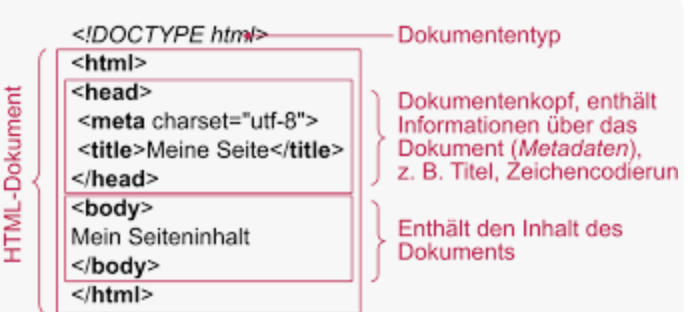 <!DOCTYPE html>
Dokumententyp
<html>
<head>
<meta charset="utf-8">
<title>Meine Seite</title>
</head>
Dokumentenkopf, enthält
Informationen über das
Dokument (Metadaten),
z. B. Titel, Zeichencodierun
<body>
Mein Seiteninhalt
</body>
Enthält den Inhalt des
Dokuments
</html>
HTML-Dokument